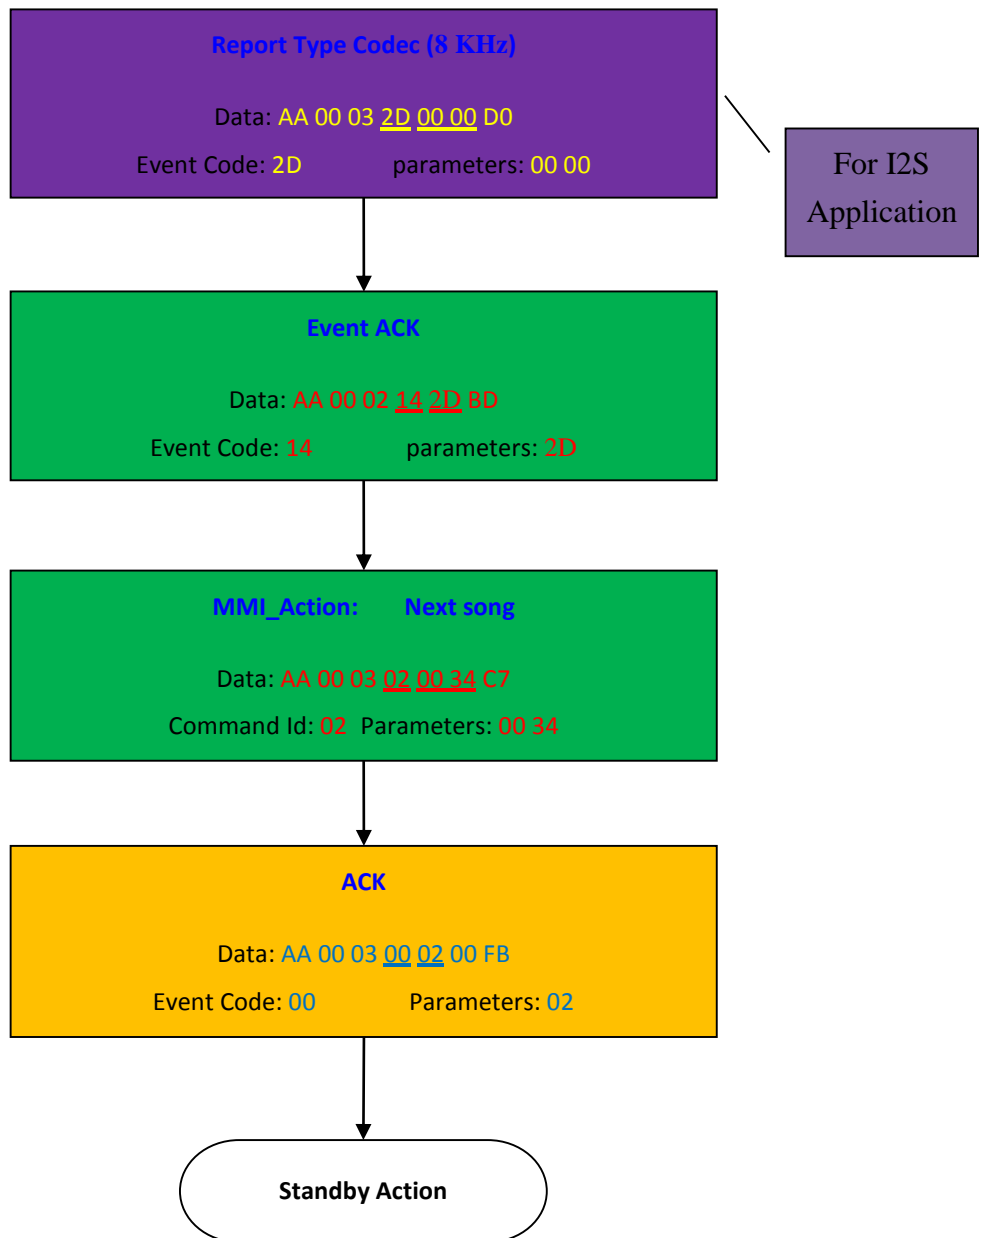 Report Type Codec (8 KHz)
Data: AA 00 03 2D 00 00 D0
Event Code: 2D parameters: 00 00
For I2S
Application
Event ACK
Data: AA 00 02 14 2D BD
Event Code: 14 parameters: 2D
MMI_Action: Next song
Data: AA 00 03 02 00 34 C7
Command Id: 02 Parameters: 00 34
ACK
Data: AA 00 03 00 02 00 FB
Event Code: 00 Parameters: 02
Standby Action